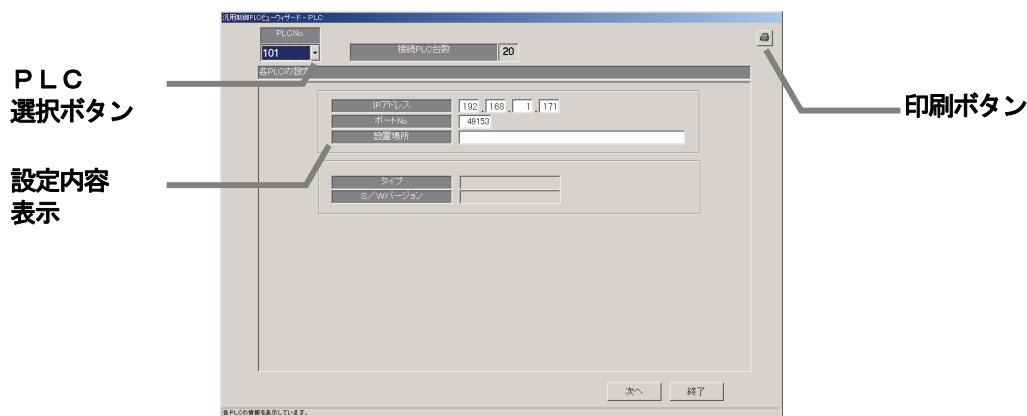 汎用制御PLCビューウィザード - PLC
PLCNo.
101
接続PLC台数
20
各PLCの設定
IPアドレス
192 . 168 . 1 . 171
ポートNo.
49153
設置場所
タイプ
S／Wバージョン
次へ
終了
各PLCの情報を表示しています。
ＰＬＣ
選択ボタン
設定内容
表示
印刷ボタン